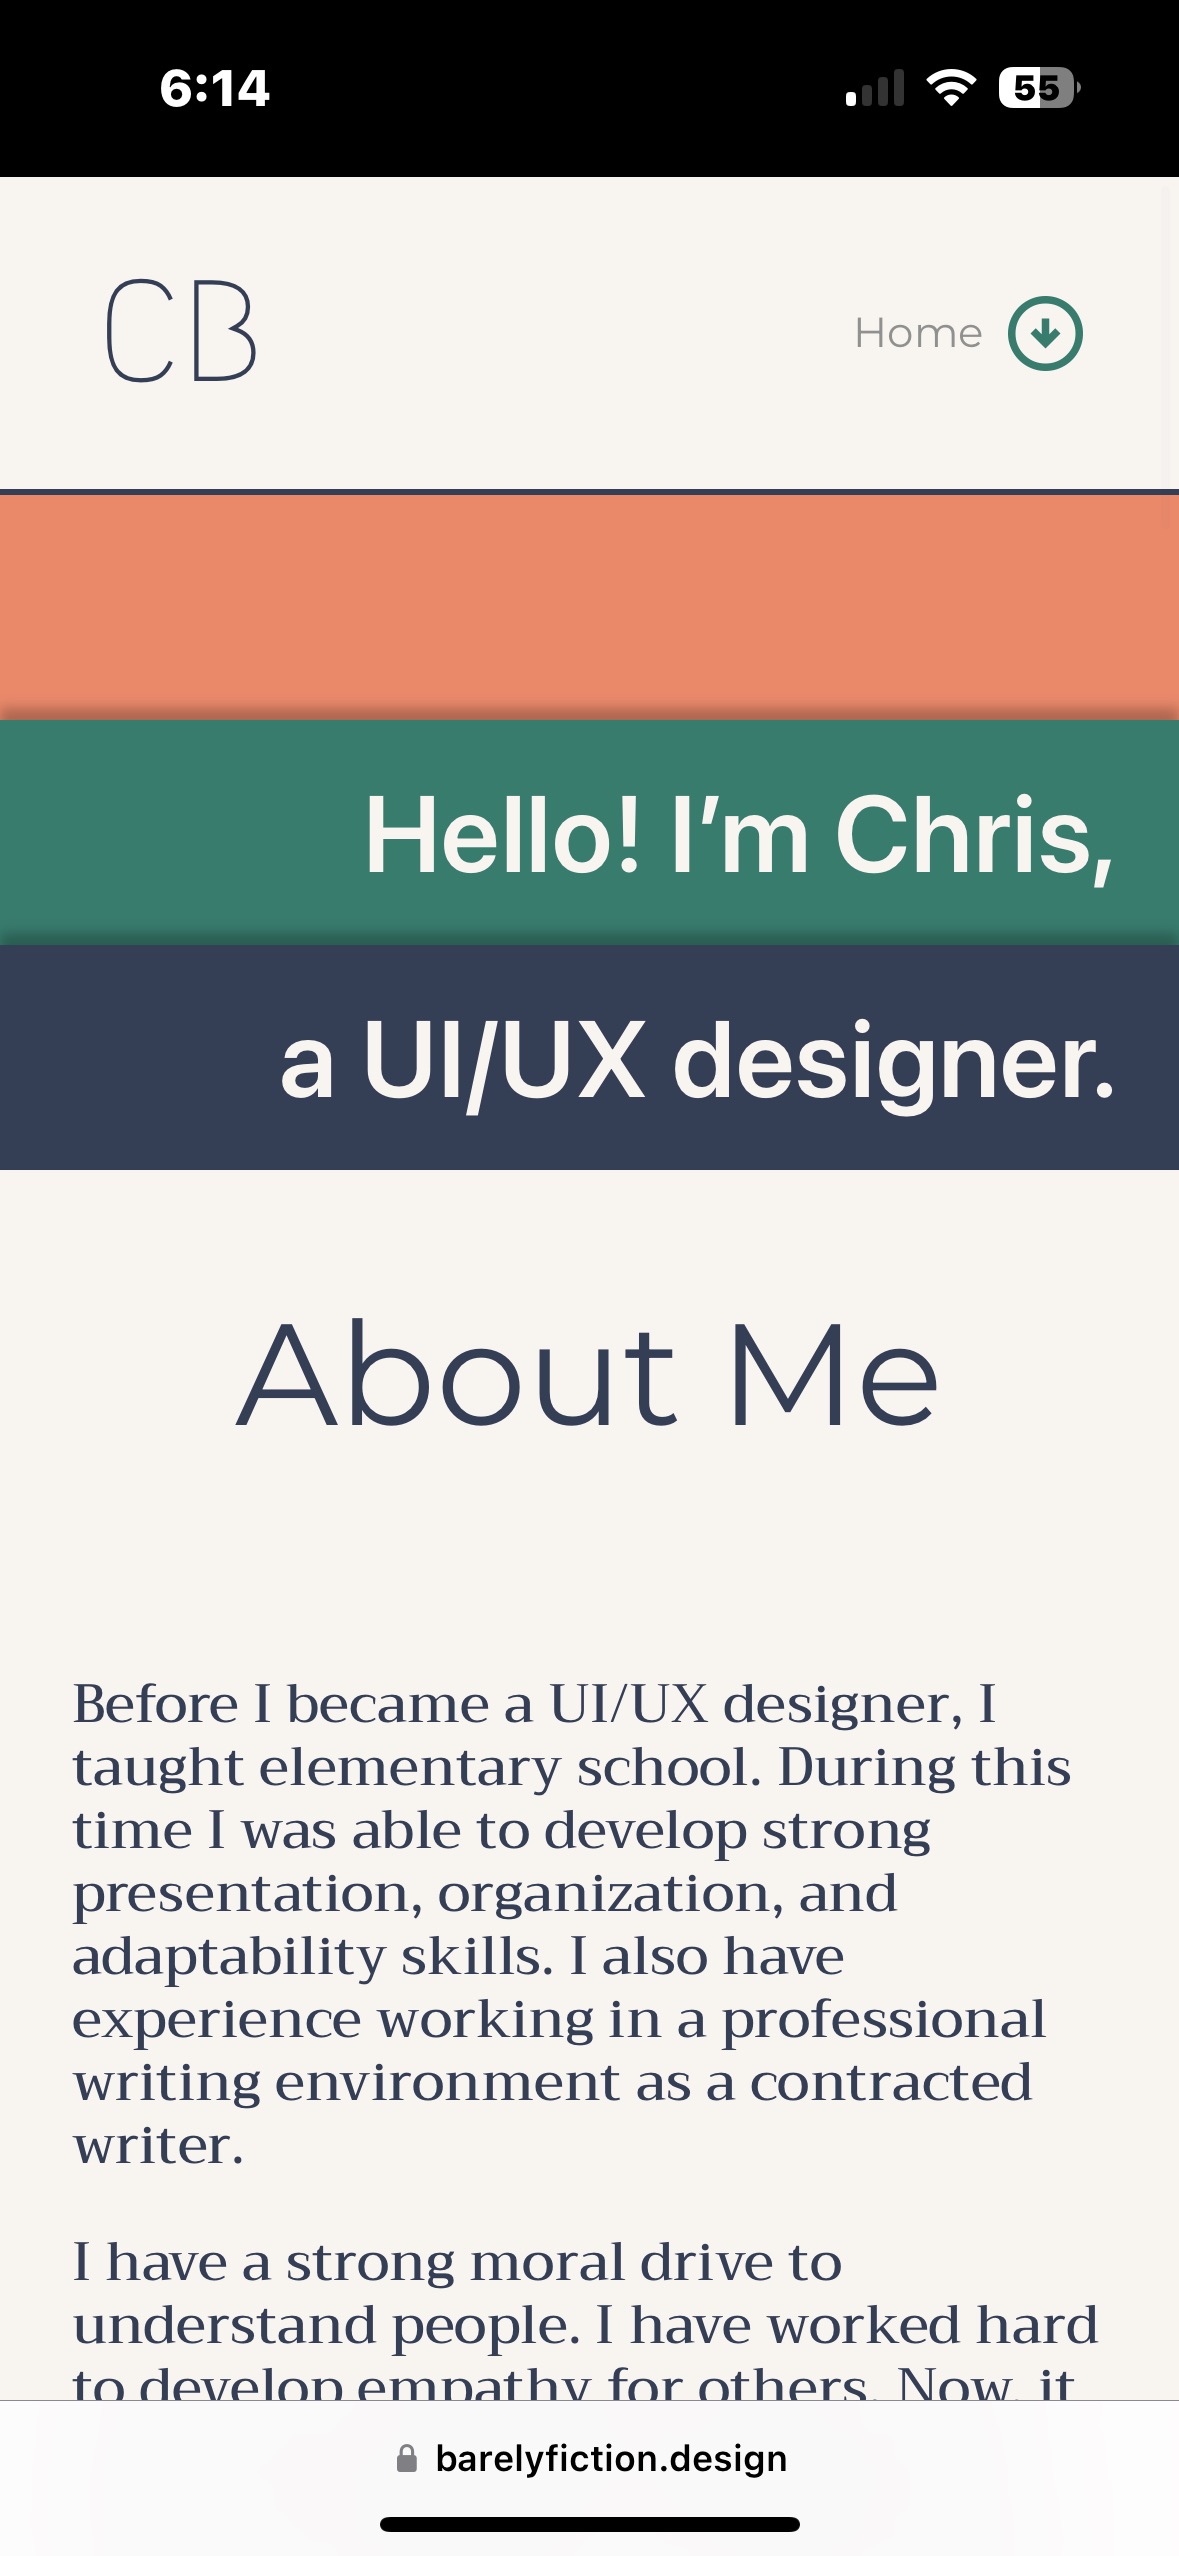 6:14
55
CB
Home
Hello! I’m Chris,
a UI/UX designer.
About Me
Before I became a UI/UX designer, I
taught elementary school. During this
time I was able to develop strong
presentation, organization, and
adaptability skills. I also have
experience working in a professional
writing environment as a contracted
writer.
I have a strong moral drive to
understand people. I have worked hard
to develop empathy for others. Now, it
barelyfiction.design